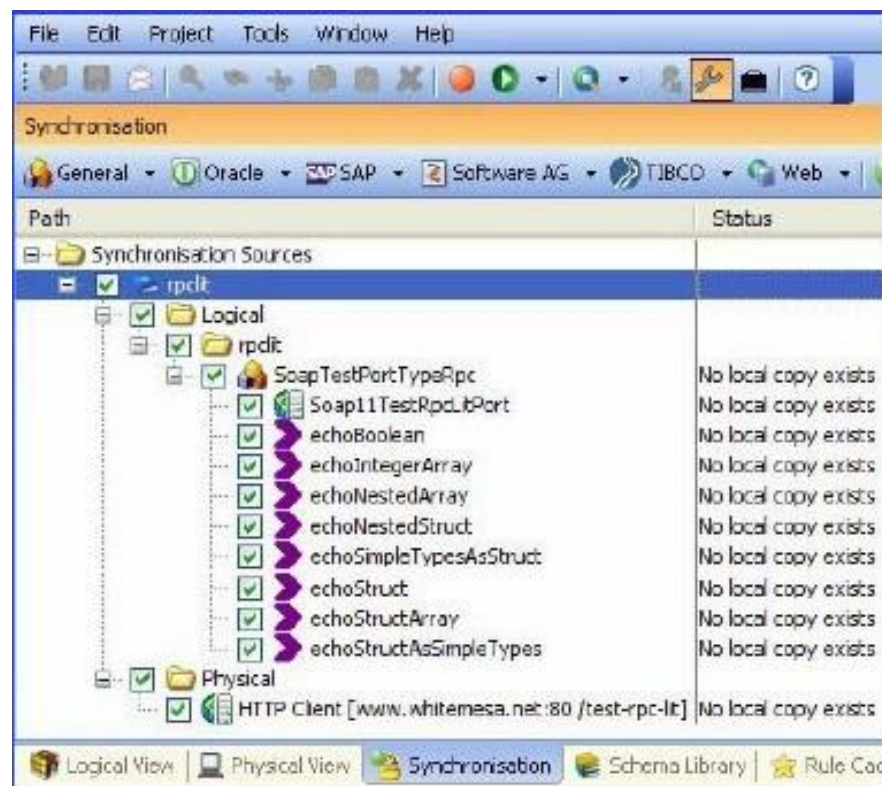 File Edit Project Tools Window Help
Synchronisation
General Oracle SAP Software AG TIBCO Web
Path Status
Synchronisation Sources
rpclit
Logical
rpclit
SoapTestPortTypeRpc No local copy exists
Soap11TestRpcLitPort No local copy exists
echoBoolean No local copy exists
echoIntegerArray No local copy exists
echoNestedArray No local copy exists
echoNestedStruct No local copy exists
echoSimpleTypesAsStruct No local copy exists
echoStruct No local copy exists
echoStructArray No local copy exists
echoStructAsSimpleTypes No local copy exists
Physical
HTTP Client [www.whitemesa.net:80 /test-rpc-lit] No local copy exists
Logical View Physical View Synchronisation Schema Library Rule Cac